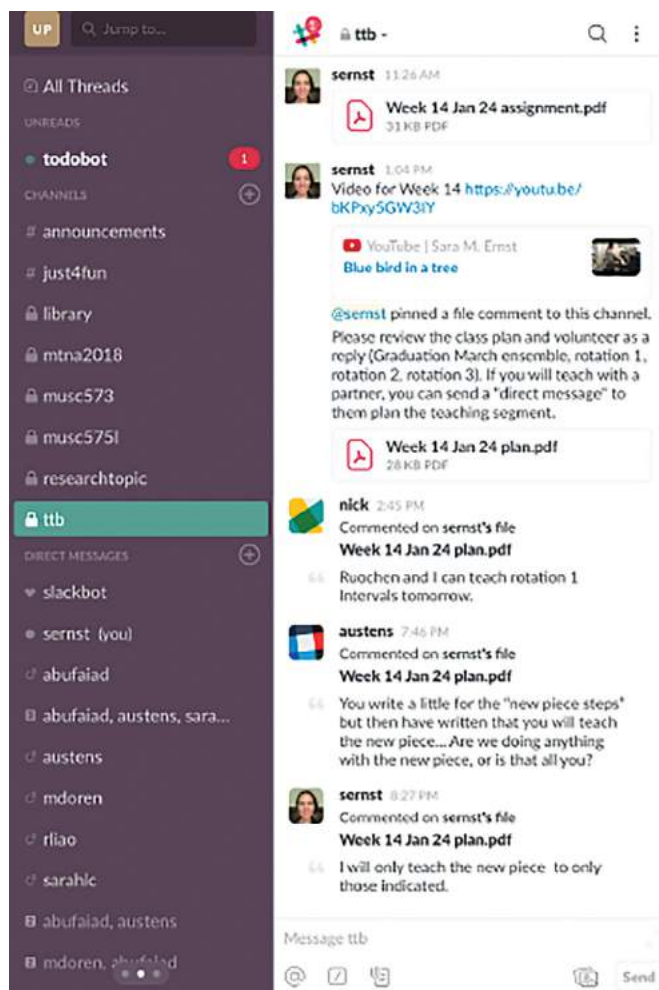 UP
Jump to...
All Threads
UNREADS
todobot
1
CHANNELS
# announcements
# just4fun
library
mtna2018
musc573
musc575l
researchtopic
ttb
DIRECT MESSAGES
slackbot
sernst (you)
abufaiad
abufaiad, austens, sara...
austens
mdoren
rliao
sarahlc
abufaiad, austens
mdoren, abufaiad
1
ttb
sernst 11:26 AM
Week 14 Jan 24 assignment.pdf
31 KB PDF
sernst 1:04 PM
Video for Week 14 https://youtu.be/
bKPxy5GW3IY
YouTube | Sara M. Ernst
Blue bird in a tree
@sernst pinned a file comment to this channel.
Please review the class plan and volunteer as a
reply (Graduation March ensemble, rotation 1,
rotation 2, rotation 3). If you will teach with a
partner, you can send a "direct message" to
them plan the teaching segment.
Week 14 Jan 24 plan.pdf
28 KB PDF
nick 2:45 PM
Commented on sernst's file
Week 14 Jan 24 plan.pdf
Ruochen and I can teach rotation 1
Intervals tomorrow.
austens 7:46 PM
Commented on sernst's file
Week 14 Jan 24 plan.pdf
You write a little for the "new piece steps"
but then have written that you will teach
the new piece... Are we doing anything
with the new piece, or is that all you?
sernst 8:27 PM
Commented on sernst's file
Week 14 Jan 24 plan.pdf
I will only teach the new piece to only
those indicated.
Message ttb
@
Send